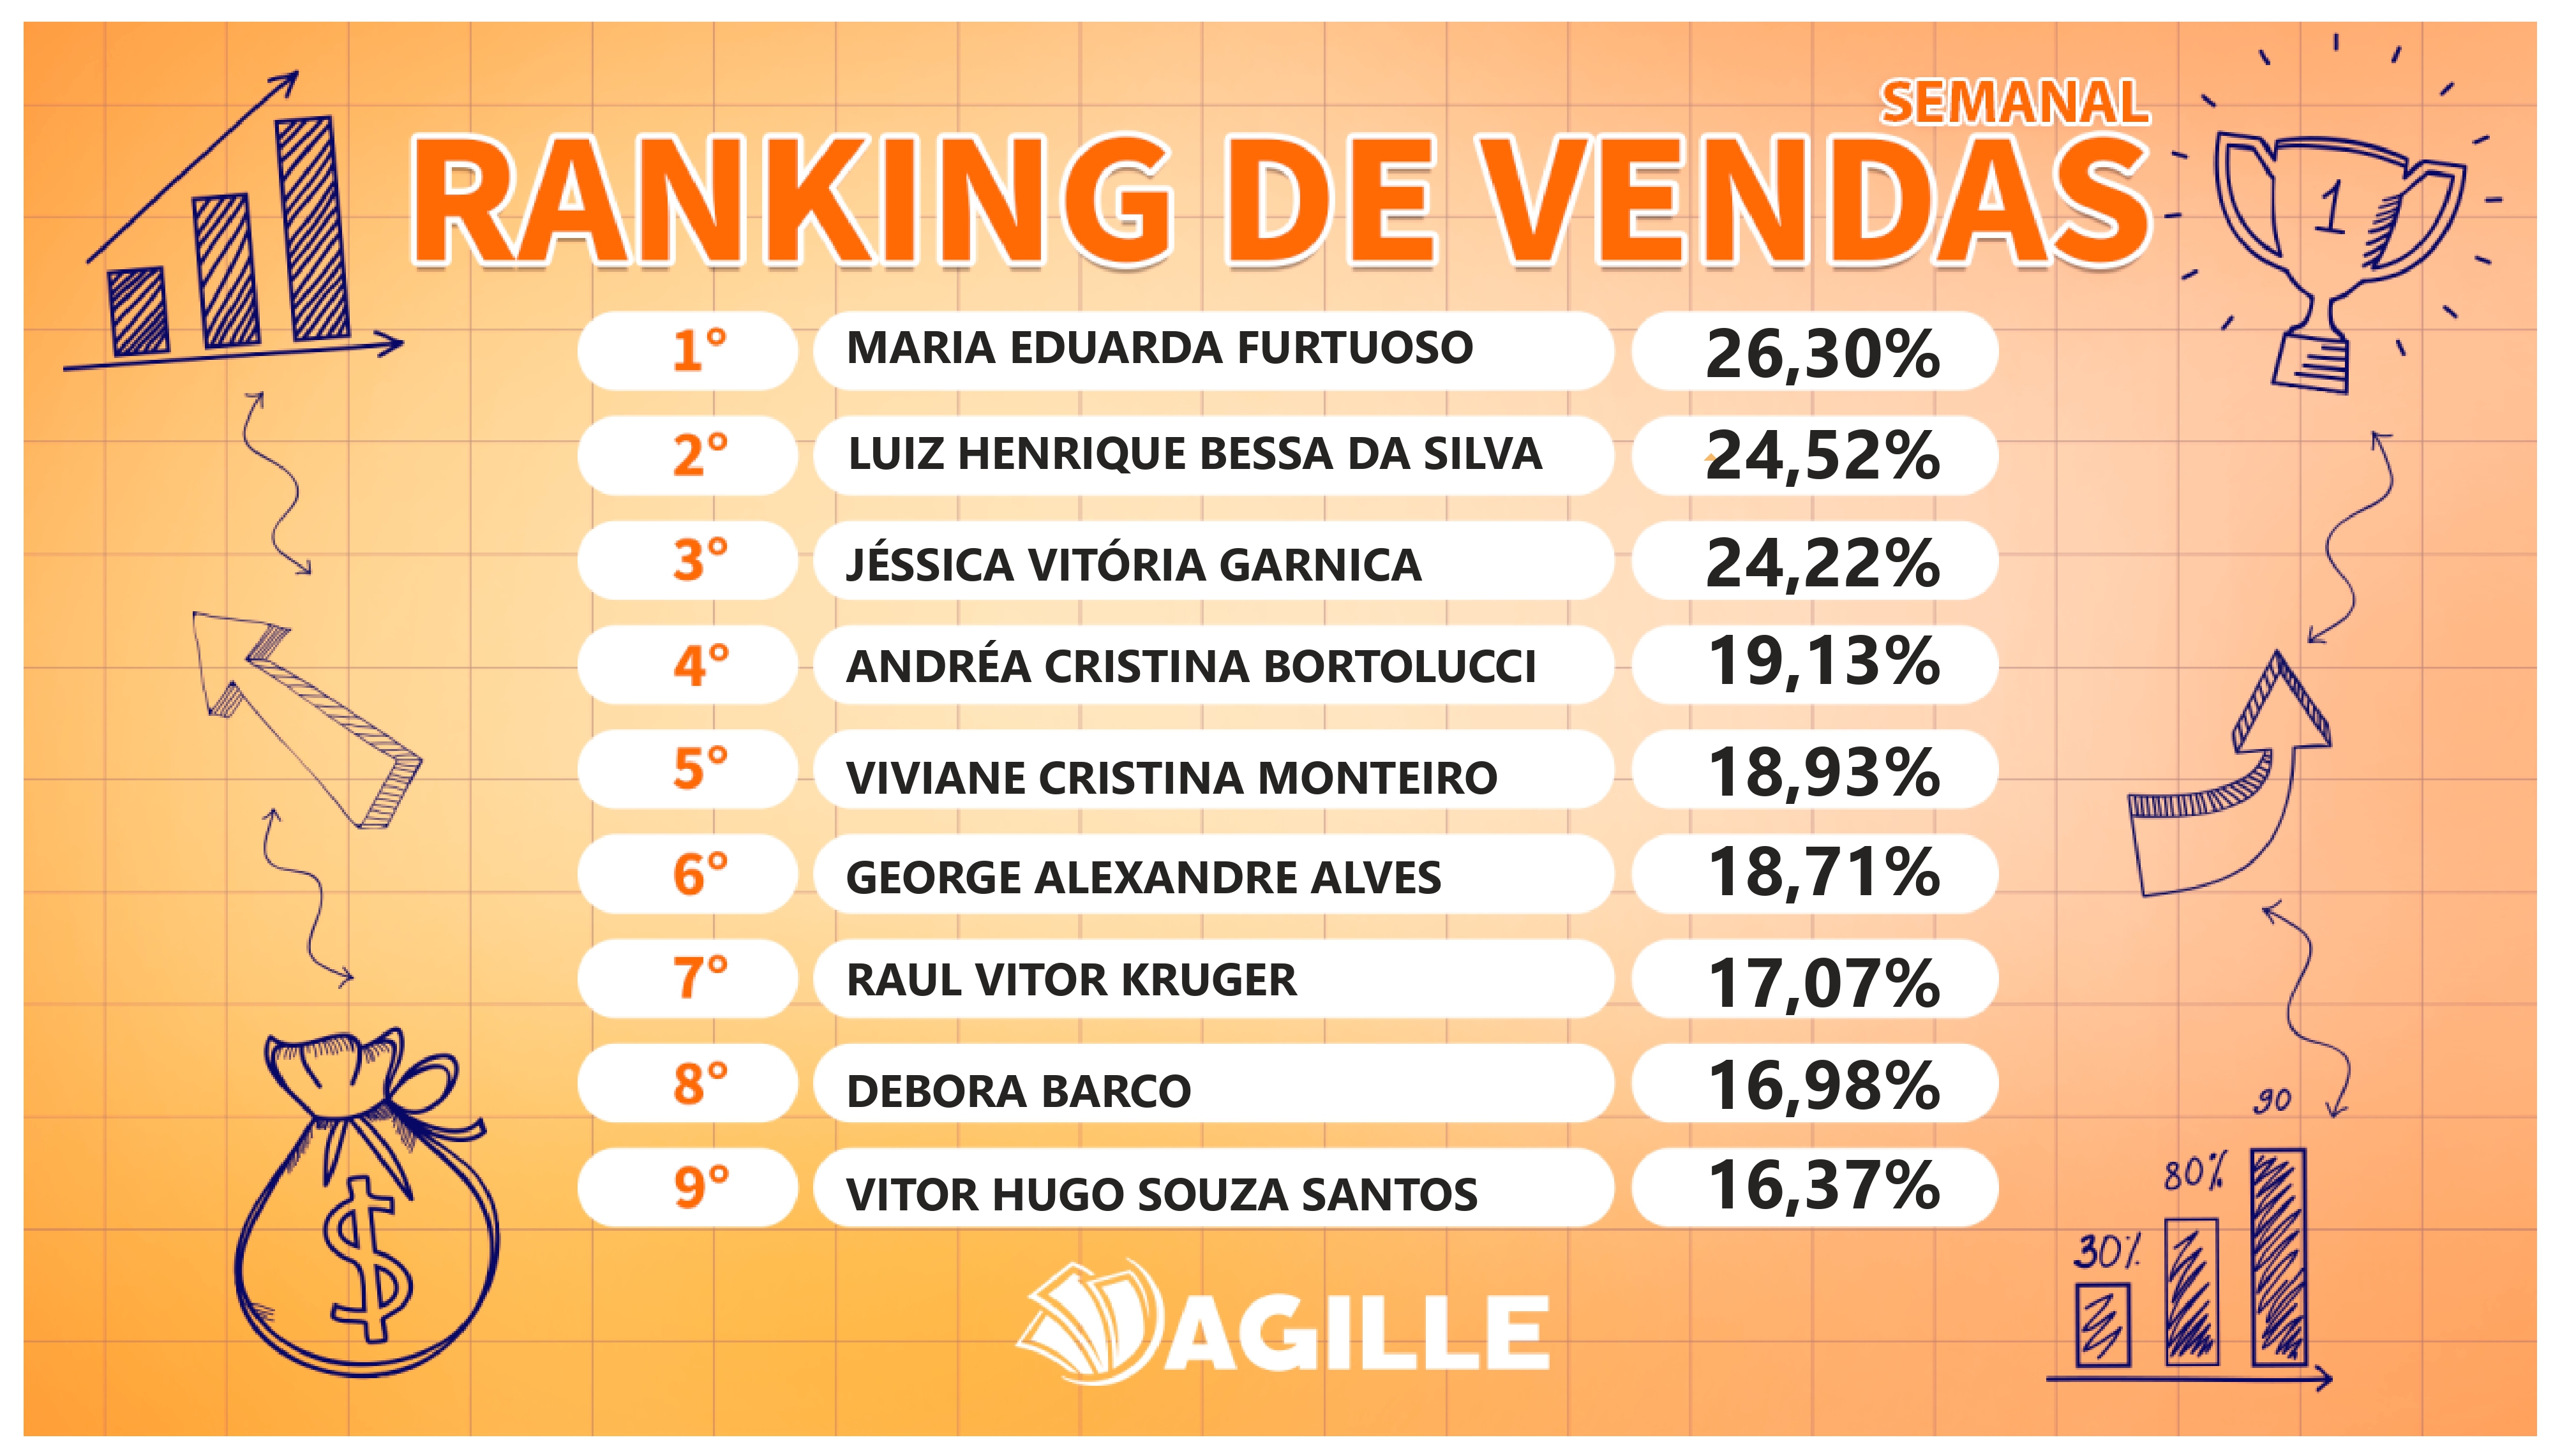 SEMANAL
RANKING DE VENDAS
1
1° MARIA EDUARDA FURTUOSO 26,30%
2° LUIZ HENRIQUE BESSA DA SILVA 24,52%
3° JÉSSICA VITÓRIA GARNICA 24,22%
4° ANDRÉA CRISTINA BORTOLUCCI 19,13%
5° VIVIANE CRISTINA MONTEIRO 18,93%
6° GEORGE ALEXANDRE ALVES 18,71%
7° RAUL VITOR KRUGER 17,07%
8° DEBORA BARCO 16,98%
9° VITOR HUGO SOUZA SANTOS 16,37%
$
AGILLE
30%
80%
90